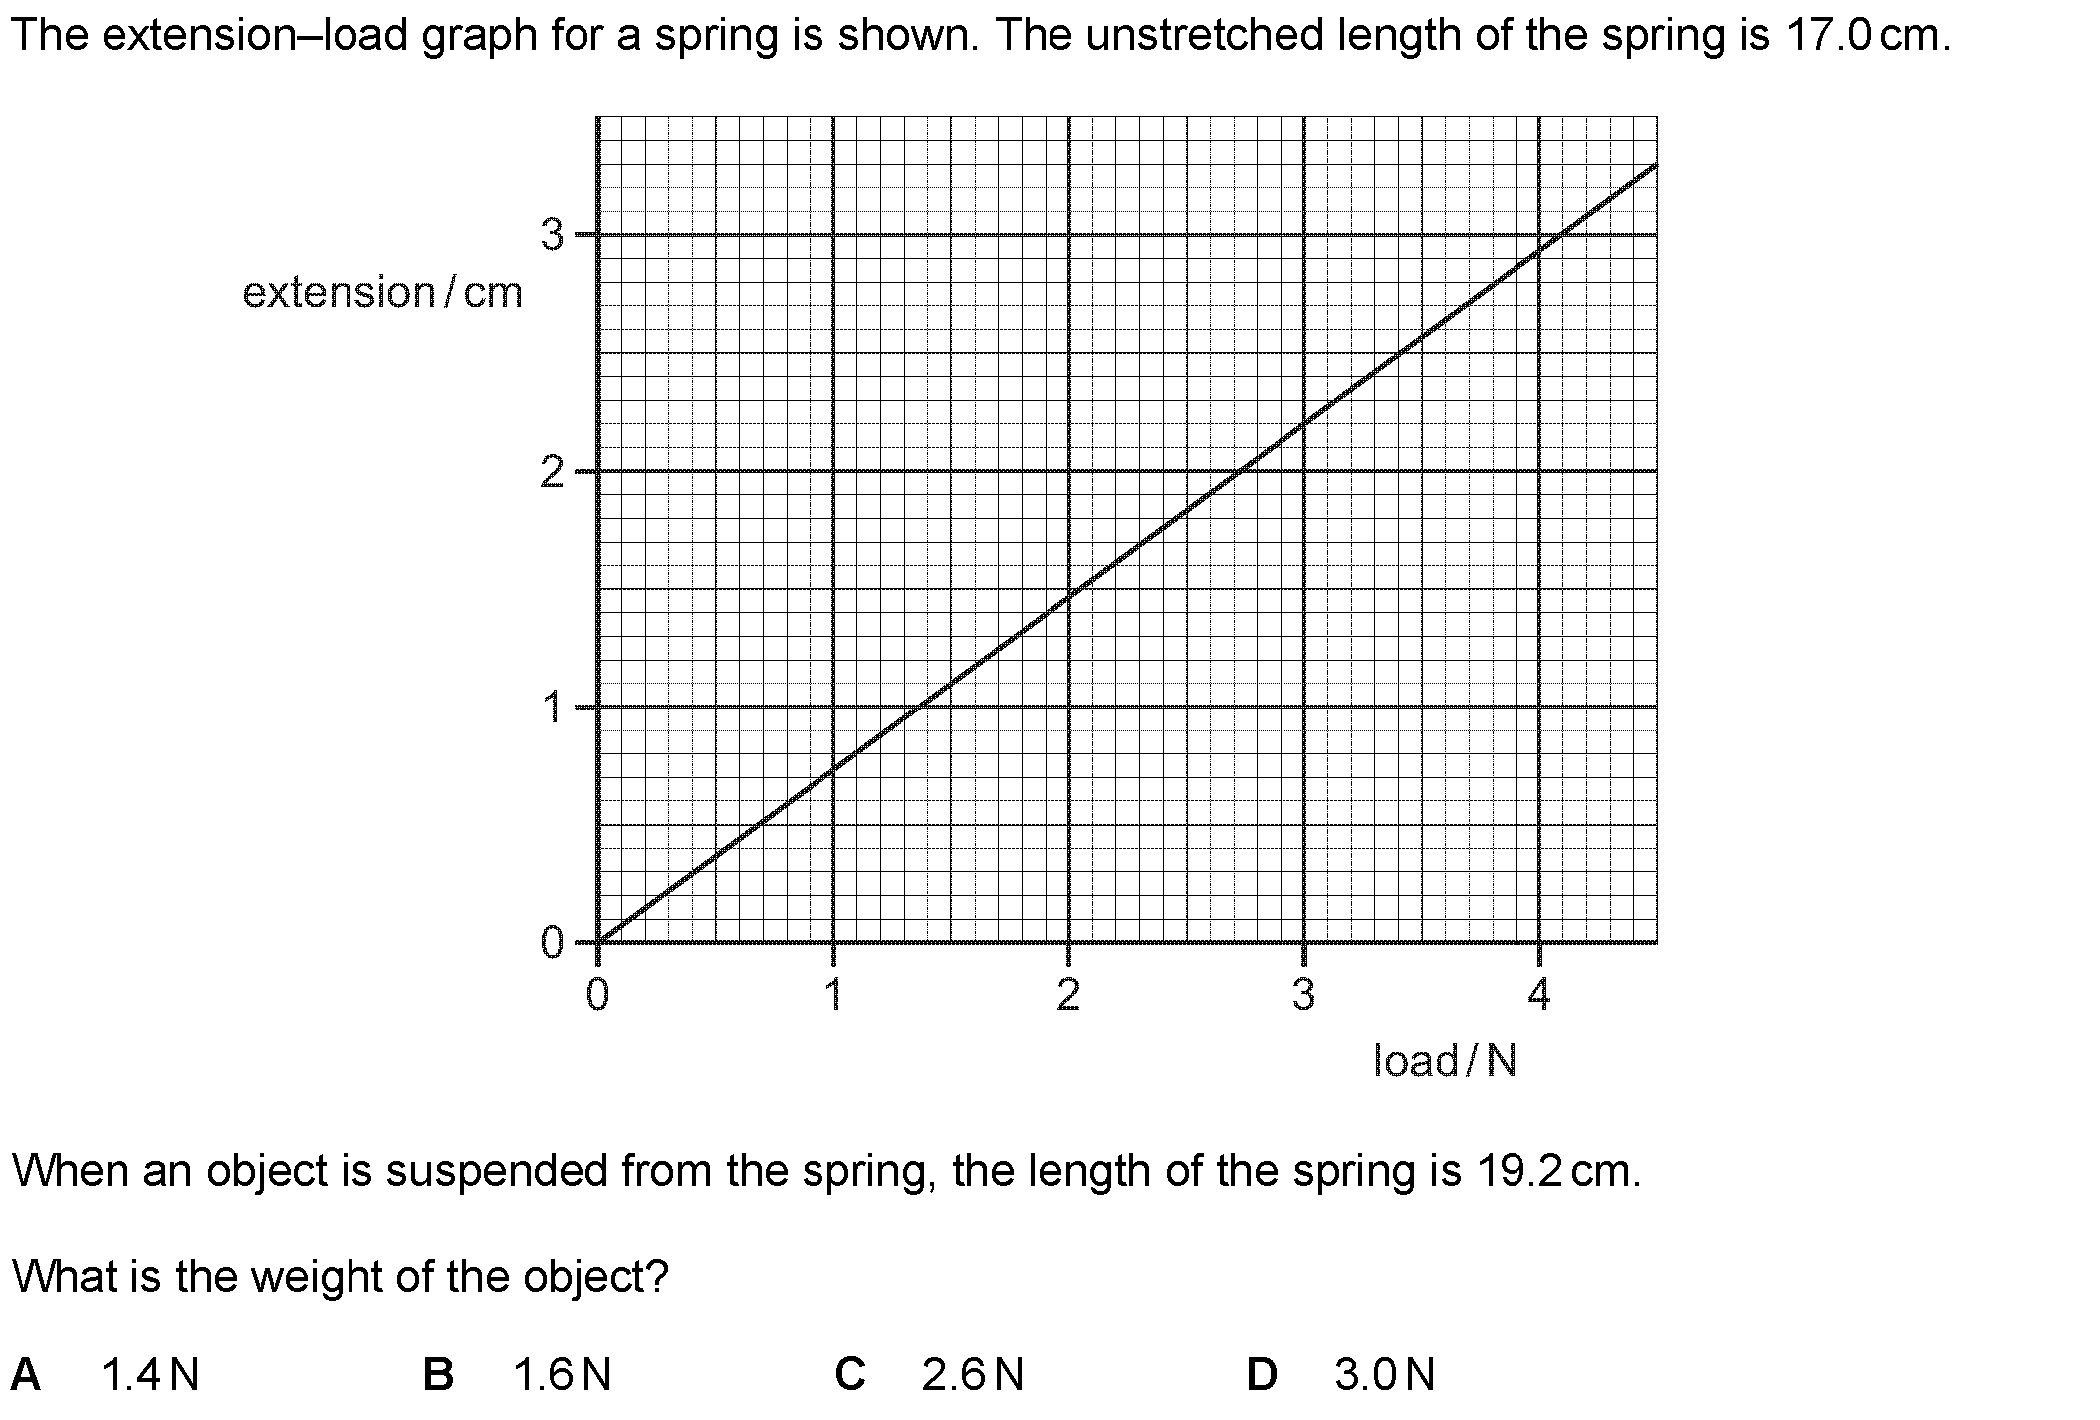 The extension–load graph for a spring is shown. The unstretched length of the spring is 17.0 cm.
3
extension / cm
2
1
0
0 1 2 3 4
load / N
When an object is suspended from the spring, the length of the spring is 19.2 cm.
What is the weight of the object?
A 1.4 N B 1.6 N C 2.6 N D 3.0 N